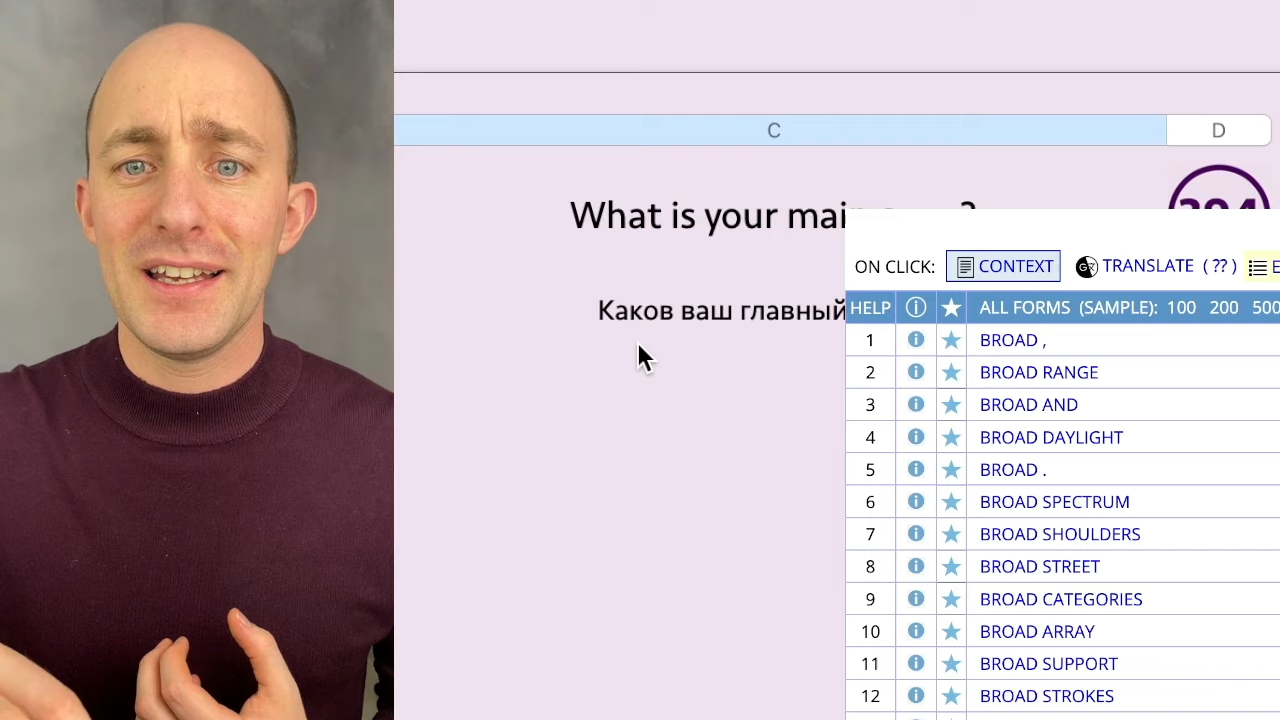 C
D
What is your main
?
Каков ваш главный
ON CLICK: CONTEXT TRANSLATE ( ?? )
HELP ALL FORMS (SAMPLE): 100 200 500
1 BROAD ,
2 BROAD RANGE
3 BROAD AND
4 BROAD DAYLIGHT
5 BROAD .
6 BROAD SPECTRUM
7 BROAD SHOULDERS
8 BROAD STREET
9 BROAD CATEGORIES
10 BROAD ARRAY
11 BROAD SUPPORT
12 BROAD STROKES